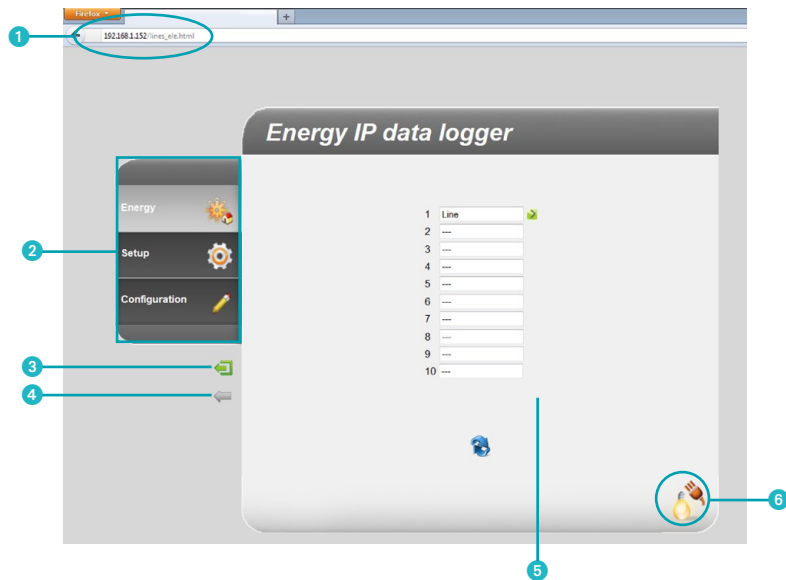 Firefox
+
1
192.168.1.152/lines_ele.html
Energy IP data logger
Energy
Setup
Configuration
2
3
4
1 Line
2 ---
3 ---
4 ---
5 ---
6 ---
7 ---
8 ---
9 ---
10 ---
5
6